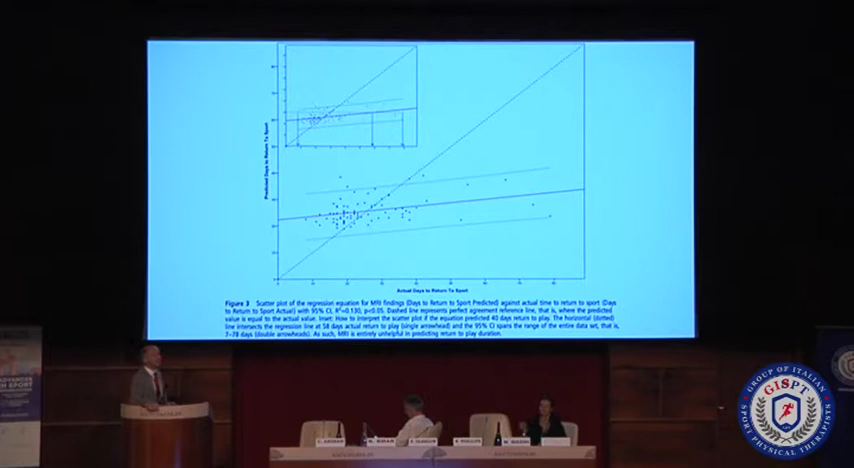 Predicted Days to Return To Sport
Actual Days to Return To Sport
Figure 3 Scatter plot of the regression equation for MRI findings (Days to Return to Sport Predicted) against actual time to return to sport (Days
to Return to Sport Actual) with 95% CI, R²=0.130, p<0.05. Dashed line represents perfect agreement reference line, that is, where the predicted
value is equal to the actual value. Inset: How to interpret the scatter plot if the equation predicted 40 days return to play. The horizontal (dotted)
line intersects the regression line at 58 days actual return to play (single arrowhead) and the 95% CI spans the range of the entire data set, that is,
7–78 days (double arrowheads). As such, MRI is entirely unhelpful in predicting return to play duration.
ADVANCES
SPORT
GROUP OF ITALIAN
GISPT
SPORT PHYSICAL THERAPISTS